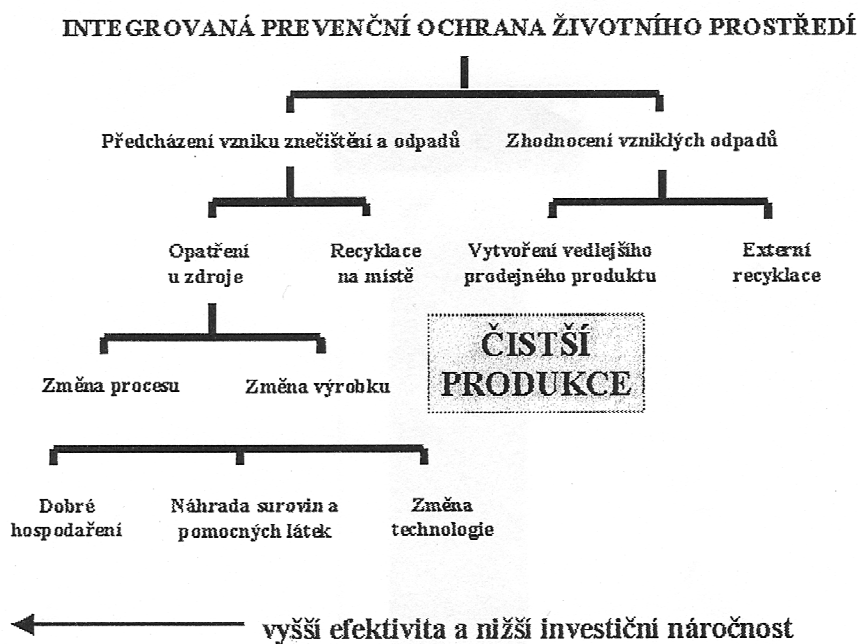 INTEGROVANÁ PREVENČNÍ OCHRANA ŽIVOTNÍHO PROSTŘEDÍ
Předcházení vzniku znečištění a odpadů
Zhodnocení vzniklých odpadů
Opatření
u zdroje
Recyklace
na místě
Vytvoření vedlejšího
prodejného produktu
Externí
recyklace
ČISTŠÍ
PRODUKCE
Změna procesu
Změna výrobku
Dobré
hospodaření
Náhrada surovin a
pomocných látek
Změna
technologie
vyšší efektivita a nižší investiční náročnost